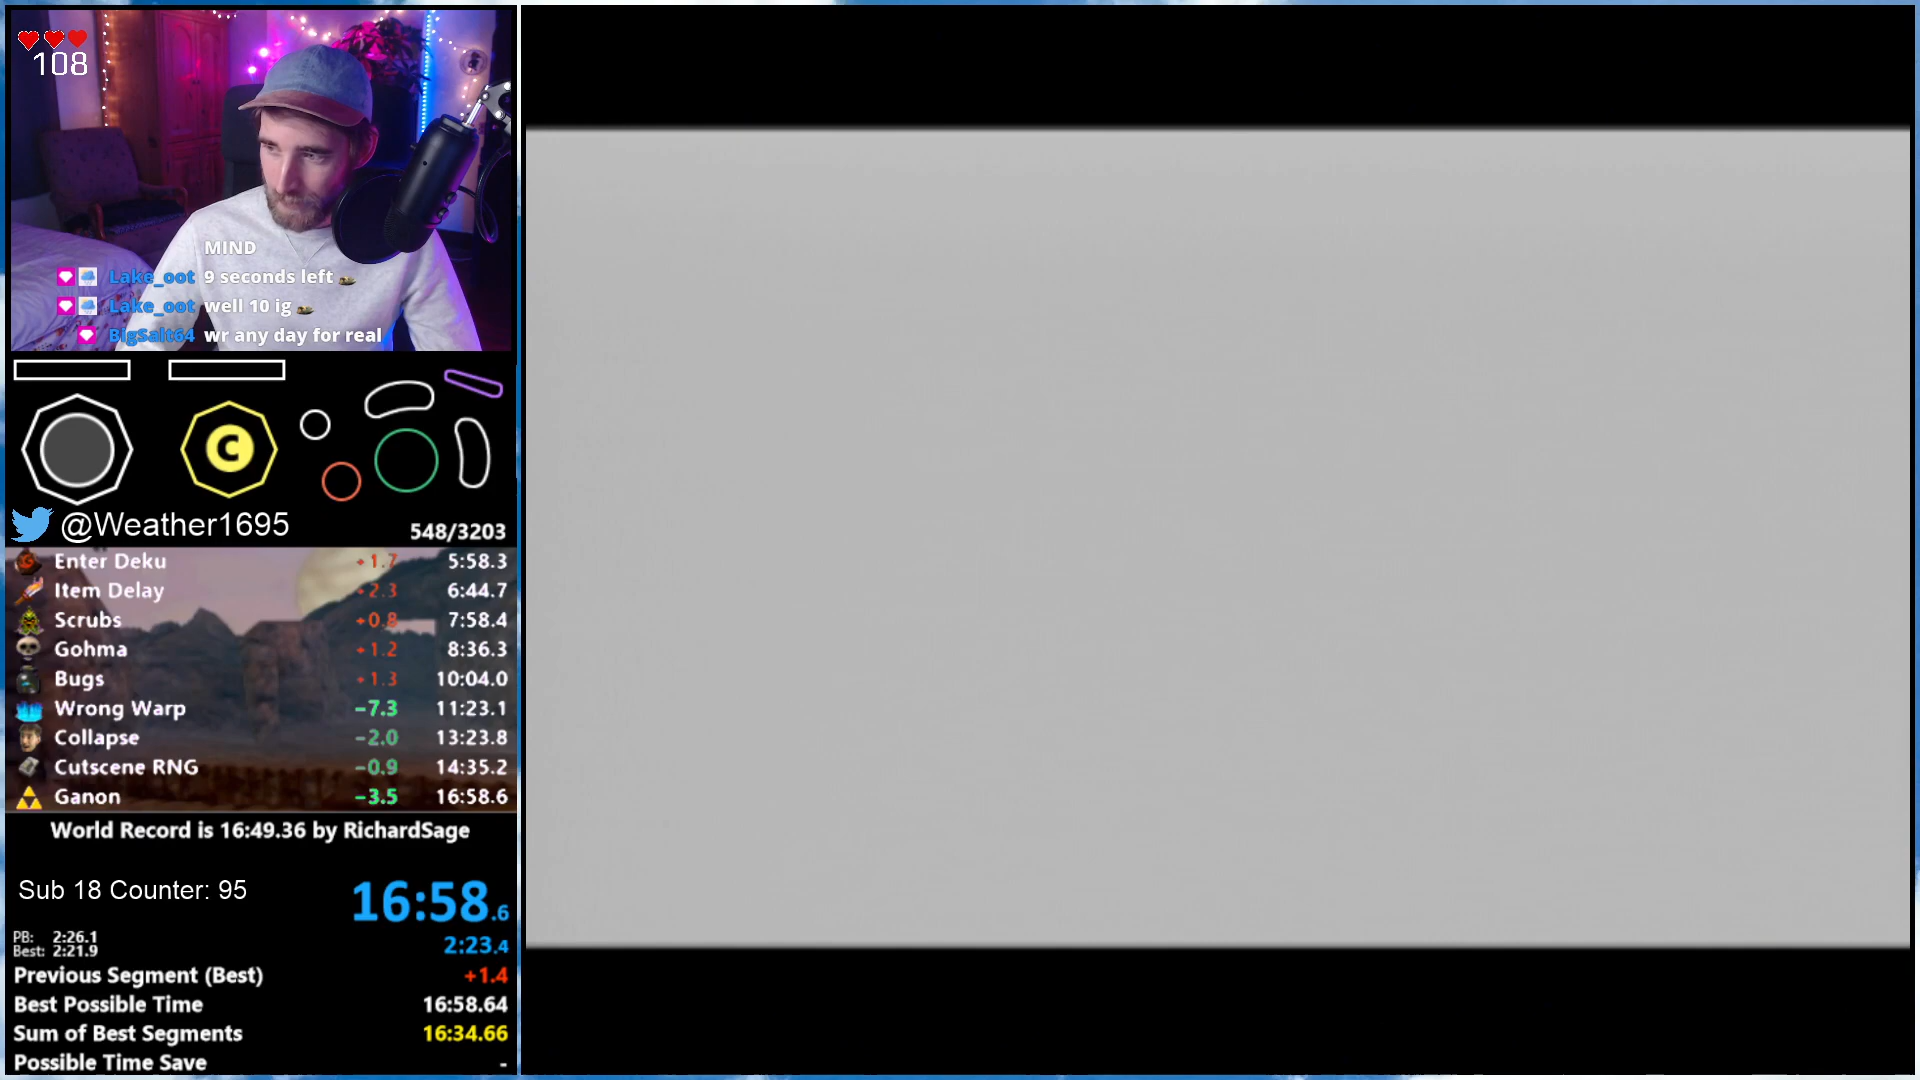 108
MIND
Lake_oot 9 seconds left
Lake_oot well 10 ig
BigSalt64 wr any day for real
C
@Weather1695
548/3203
Enter Deku +1.7 5:58.3
Item Delay +2.3 6:44.7
Scrubs +0.8 7:58.4
Gohma +1.2 8:36.3
Bugs +1.3 10:04.0
Wrong Warp -7.3 11:23.1
Collapse -2.0 13:23.8
Cutscene RNG -0.9 14:35.2
Ganon -3.5 16:58.6
World Record is 16:49.36 by RichardSage
Sub 18 Counter: 95
16:58.6
PB: 2:26.1
Best: 2:21.9
2:23.4
Previous Segment (Best) +1.4
Best Possible Time 16:58.64
Sum of Best Segments 16:34.66
Possible Time Save -